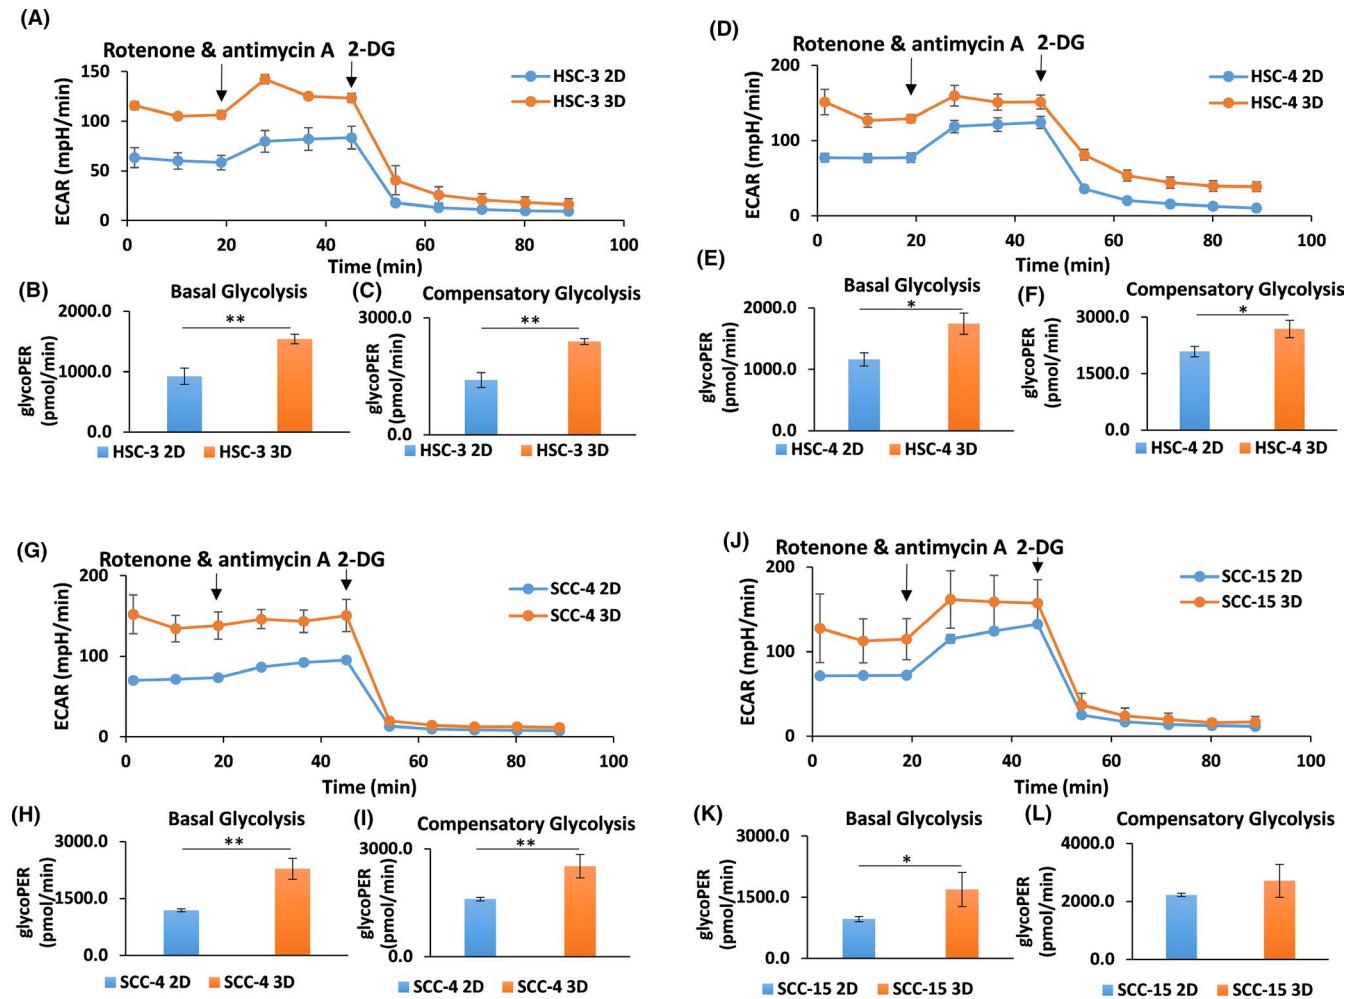 (A)
Rotenone & antimycin A 2-DG
150
100
50
0
ECAR (mpH/min)
0 20 40 60 80 100
Time (min)
HSC-3 2D
HSC-3 3D
(B)
Basal Glycolysis
**
2000.0
1000.0
0.0
glycoPER
(pmol/min)
HSC-3 2D HSC-3 3D
(C)
Compensatory Glycolysis
**
3000.0
0.0
glycoPER
(pmol/min)
HSC-3 2D HSC-3 3D
(D)
Rotenone & antimycin A 2-DG
200
100
0
ECAR (mpH/min)
0 20 40 60 80 100
Time (min)
HSC-4 2D
HSC-4 3D
(E)
Basal Glycolysis
*
2000.0
1000.0
0.0
glycoPER
(pmol/min)
HSC-4 2D HSC-4 3D
(F)
Compensatory Glycolysis
*
3000.0
1500.0
0.0
glycoPER
(pmol/min)
HSC-4 2D HSC-4 3D
(G)
Rotenone & antimycin A 2-DG
200
100
0
ECAR (mpH/min)
0 20 40 60 80 100
Time (min)
SCC-4 2D
SCC-4 3D
(H)
Basal Glycolysis
**
3000.0
1500.0
0.0
glycoPER
(pmol/min)
SCC-4 2D SCC-4 3D
(I)
Compensatory Glycolysis
**
3000.0
0.0
glycoPER
(pmol/min)
SCC-4 2D SCC-4 3D
(J)
Rotenone & antimycin A 2-DG
200
100
0
ECAR (mpH/min)
0 20 40 60 80 100
Time (min)
SCC-15 2D
SCC-15 3D
(K)
Basal Glycolysis
*
3000.0
1500.0
0.0
glycoPER
(pmol/min)
SCC-15 2D SCC-15 3D
(L)
Compensatory Glycolysis
4000.0
2000.0
0.0
glycoPER
(pmol/min)
SCC-15 2D SCC-15 3D